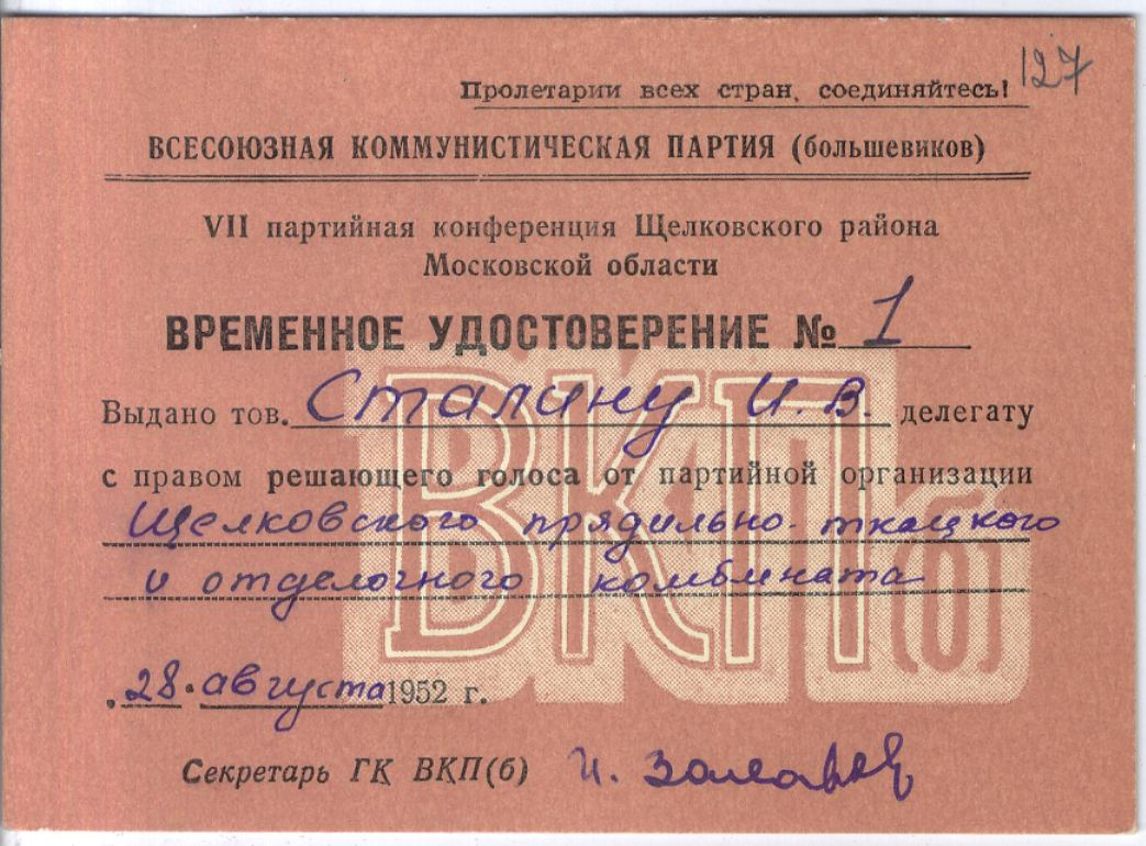 127
Пролетарии всех стран, соединяйтесь!
ВСЕСОЮЗНАЯ КОММУНИСТИЧЕСКАЯ ПАРТИЯ (большевиков)
VII партийная конференция Щелковского района
Московской области
ВРЕМЕННОЕ УДОСТОВЕРЕНИЕ № 1
Выдано тов. Сталину И. В. делегату
с правом решающего голоса от партийной организации
Щелковского прядильно-ткацкого
и отделочного комбината
ВКП(б)
„28" августа 1952 г.
Секретарь ГК ВКП(б) И.